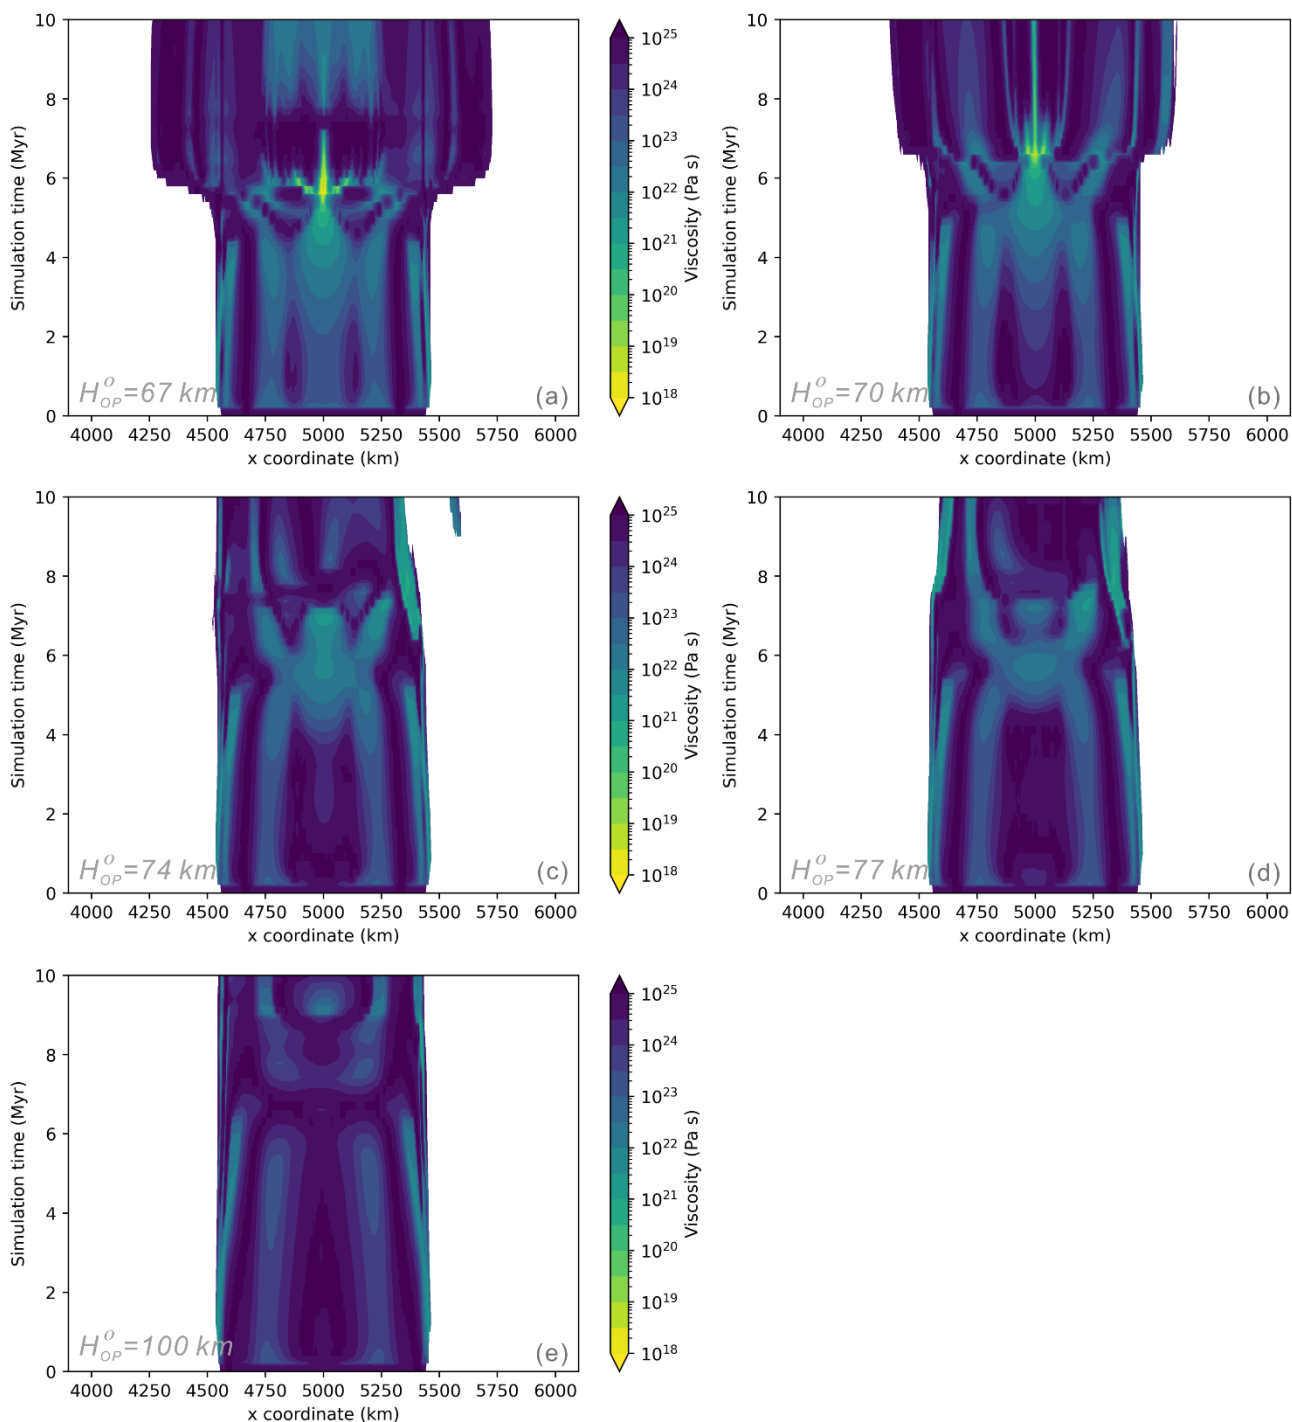 10
8
6
4
2
0
Simulation time (Myr)
H_OP^o=67 km
(a)
4000 4250 4500 4750 5000 5250 5500 5750 6000
x coordinate (km)
10^25
10^24
10^23
10^22
10^21
10^20
10^19
10^18
Viscosity (Pa s)
10
8
6
4
2
0
Simulation time (Myr)
H_OP^o=70 km
(b)
4000 4250 4500 4750 5000 5250 5500 5750 6000
x coordinate (km)
10
8
6
4
2
0
Simulation time (Myr)
H_OP^o=74 km
(c)
4000 4250 4500 4750 5000 5250 5500 5750 6000
x coordinate (km)
10^25
10^24
10^23
10^22
10^21
10^20
10^19
10^18
Viscosity (Pa s)
10
8
6
4
2
0
Simulation time (Myr)
H_OP^o=77 km
(d)
4000 4250 4500 4750 5000 5250 5500 5750 6000
x coordinate (km)
10
8
6
4
2
0
Simulation time (Myr)
H_OP^o=100 km
(e)
4000 4250 4500 4750 5000 5250 5500 5750 6000
x coordinate (km)
10^25
10^24
10^23
10^22
10^21
10^20
10^19
10^18
Viscosity (Pa s)